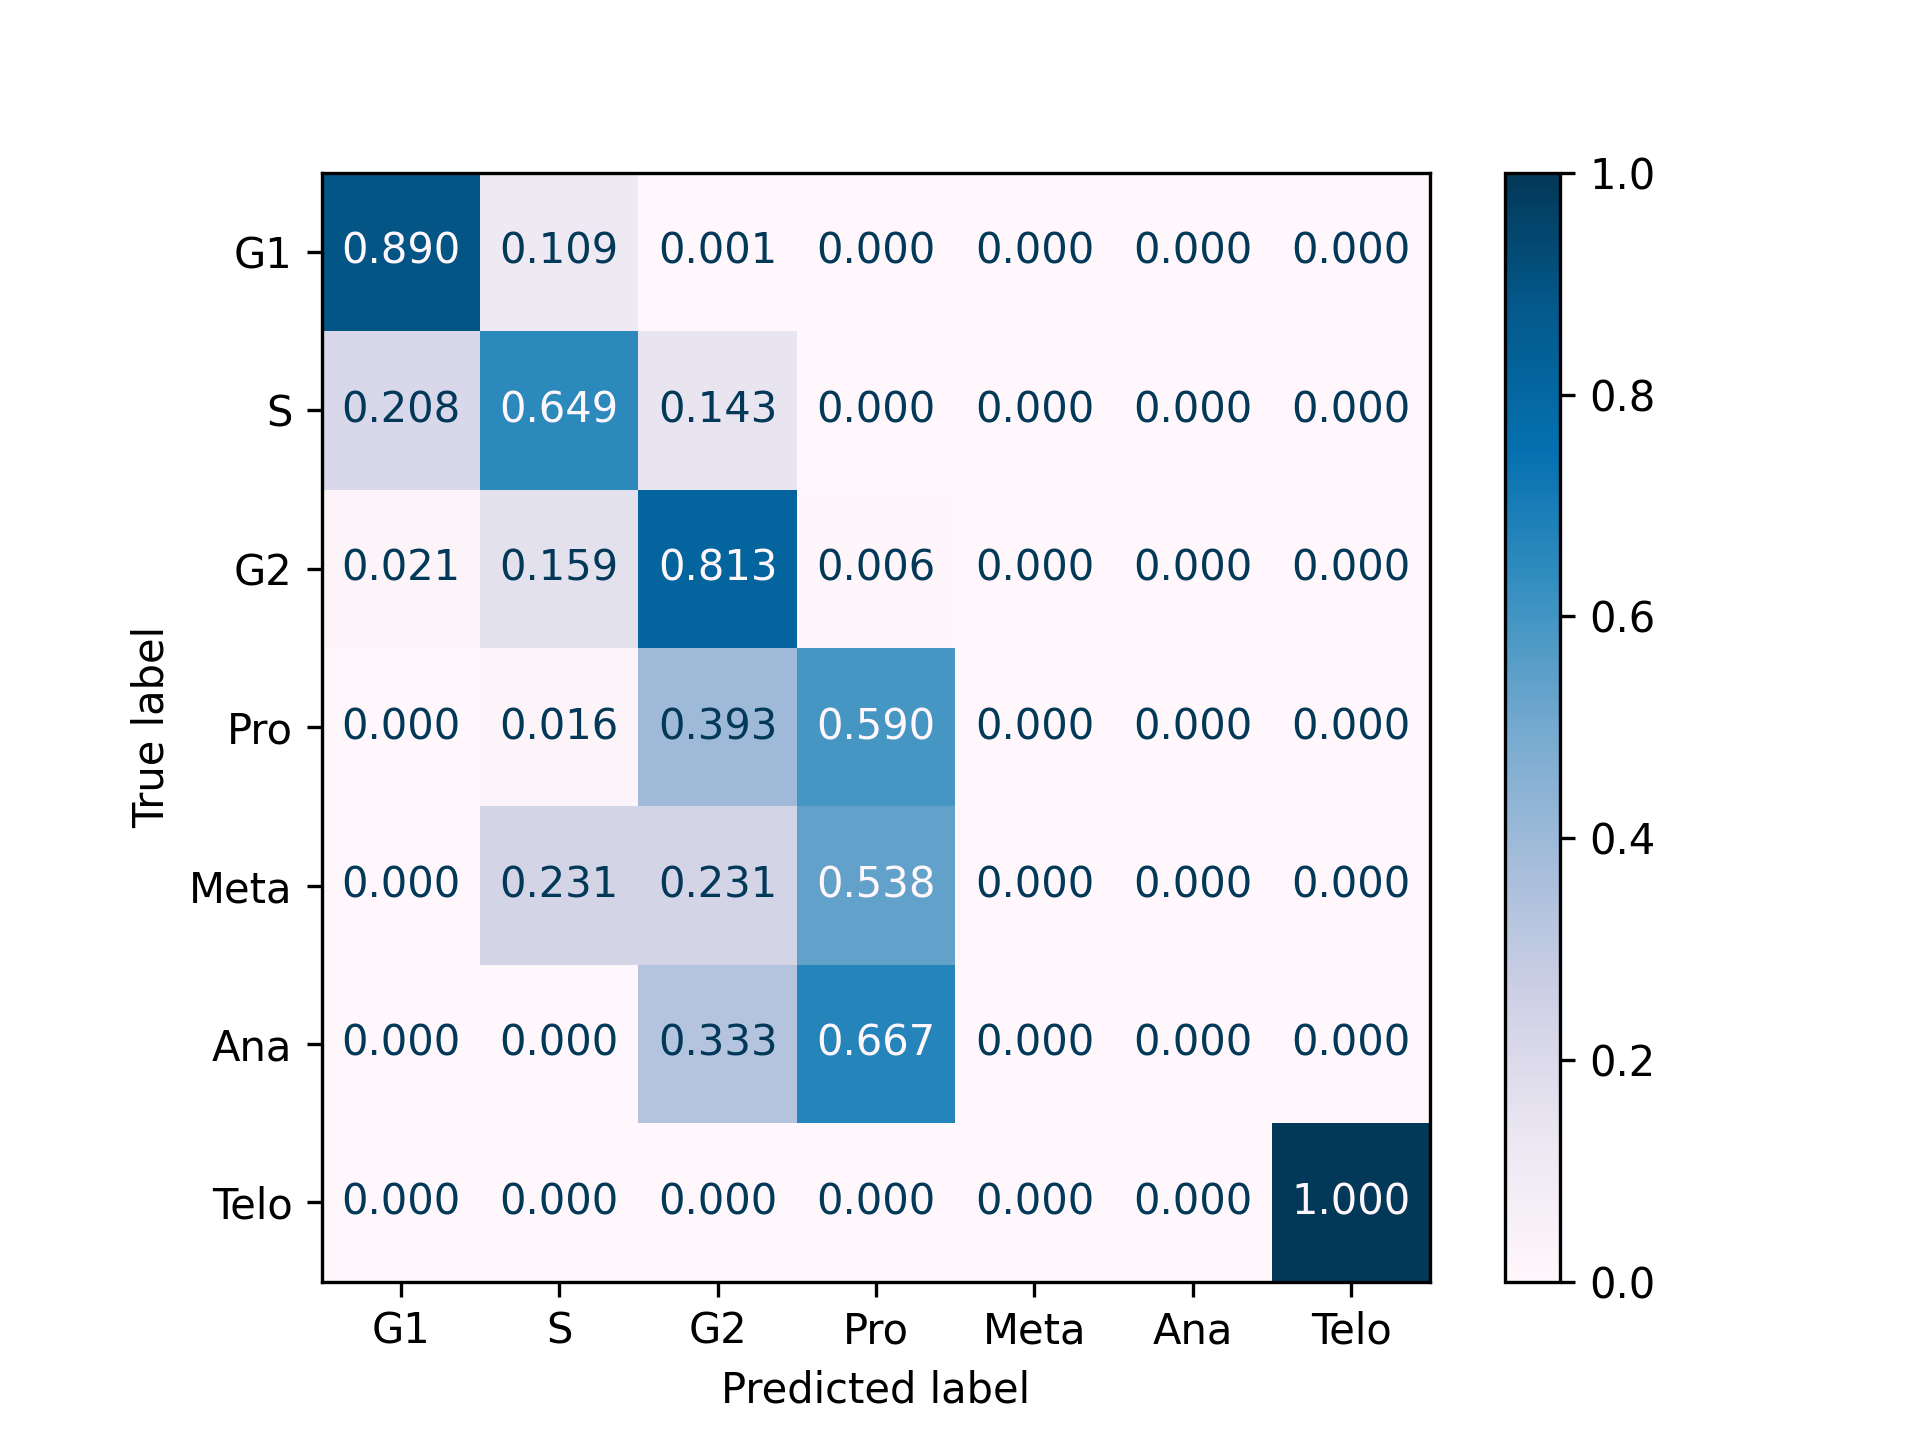 G1 0.890 0.109 0.001 0.000 0.000 0.000 0.000
S 0.208 0.649 0.143 0.000 0.000 0.000 0.000
G2 0.021 0.159 0.813 0.006 0.000 0.000 0.000
Pro 0.000 0.016 0.393 0.590 0.000 0.000 0.000
Meta 0.000 0.231 0.231 0.538 0.000 0.000 0.000
Ana 0.000 0.000 0.333 0.667 0.000 0.000 0.000
Telo 0.000 0.000 0.000 0.000 0.000 0.000 1.000
G1 S G2 Pro Meta Ana Telo
Predicted label
True label
1.0
0.8
0.6
0.4
0.2
0.0